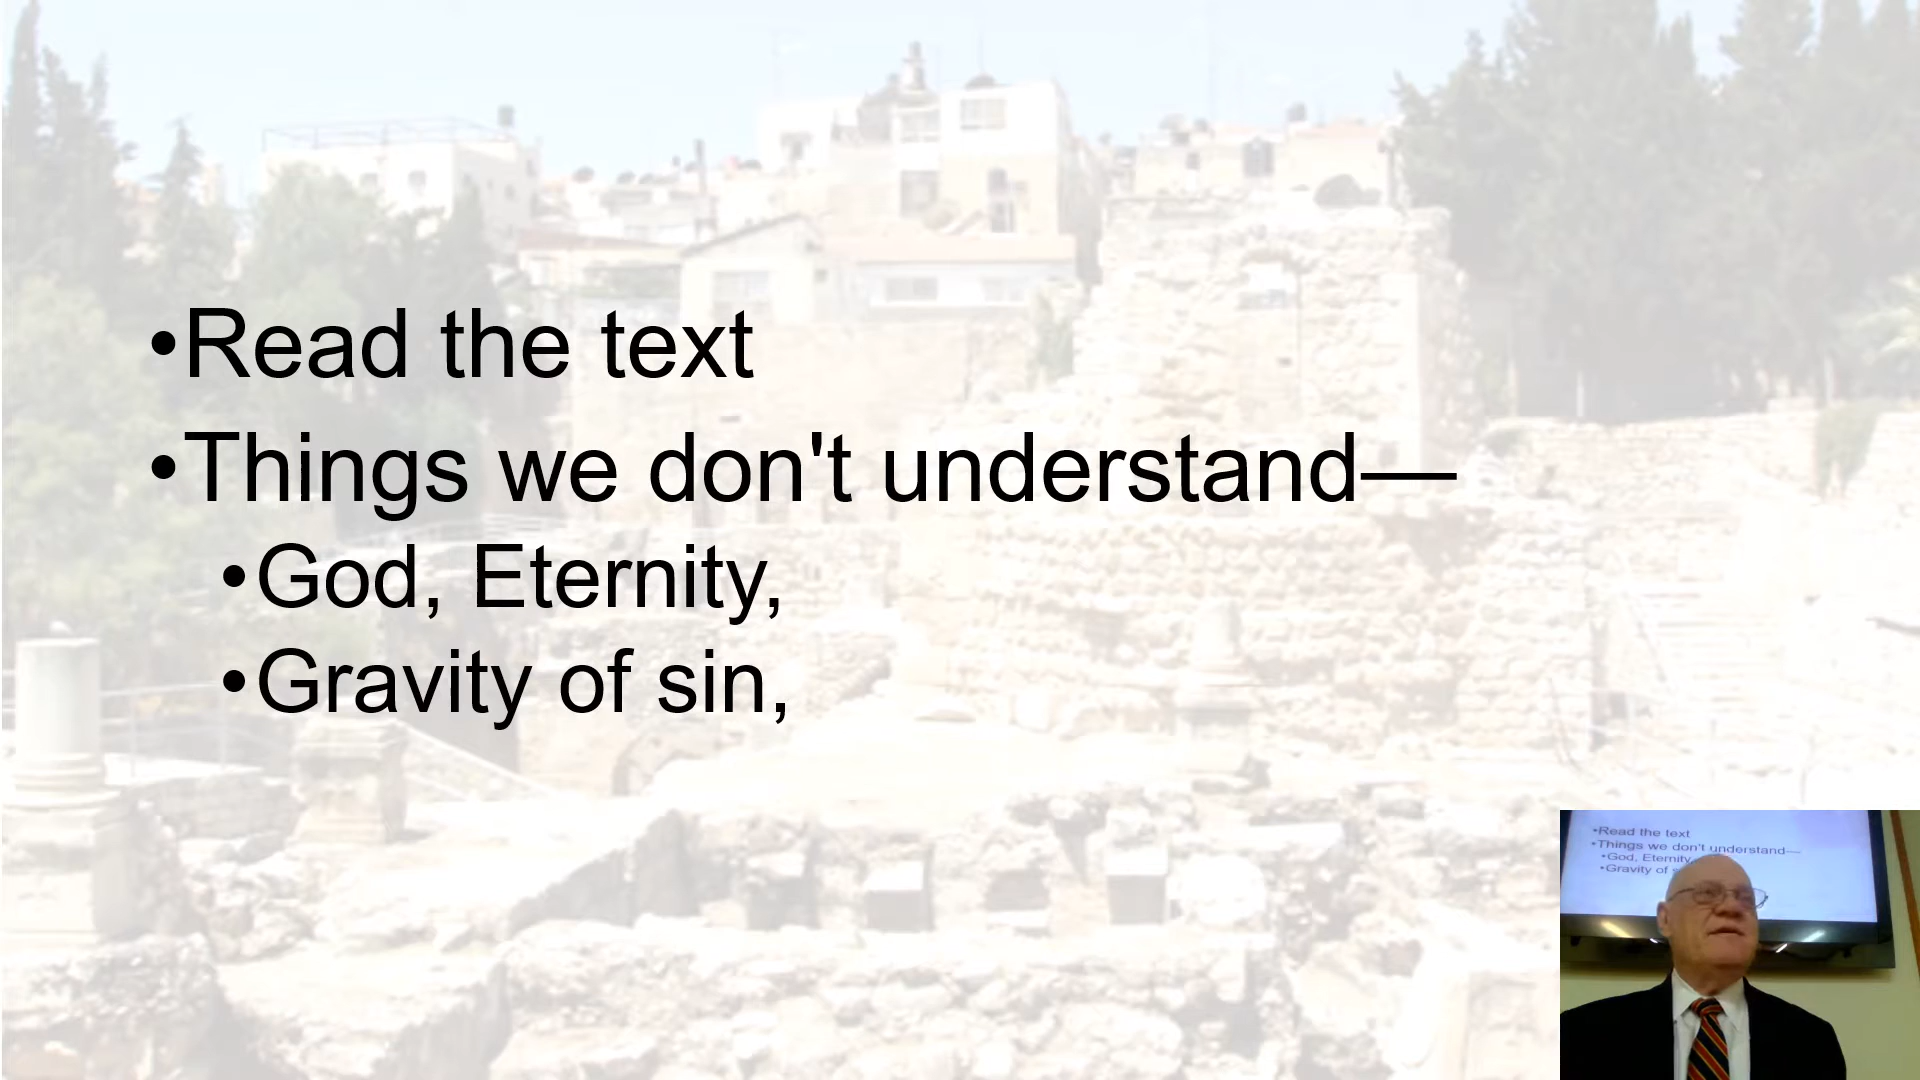 •Read the text
•Things we don't understand—
•God, Eternity,
•Gravity of sin,
•Read the text
•Things we don't understand—
•God, Eternity
•Gravity of